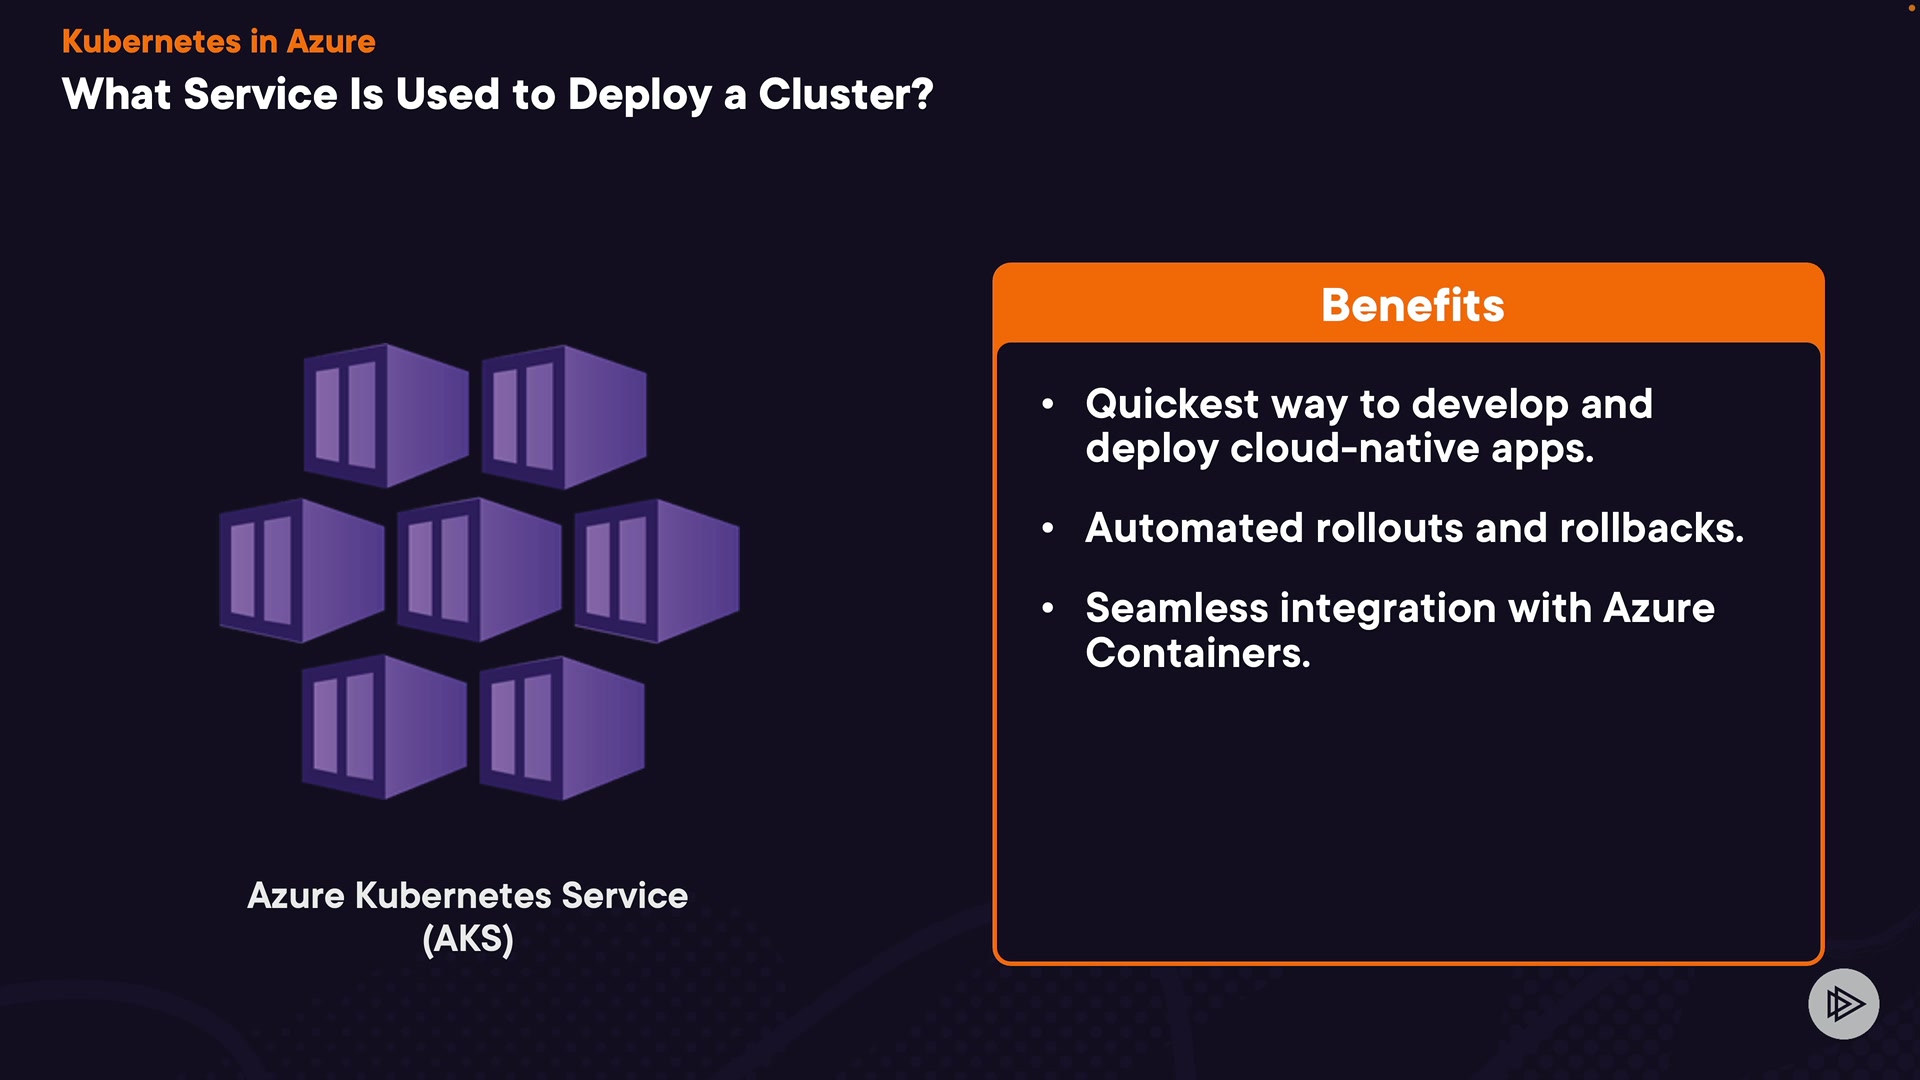 Kubernetes in Azure
What Service Is Used to Deploy a Cluster?
Benefits
• Quickest way to develop and
deploy cloud-native apps.
• Automated rollouts and rollbacks.
• Seamless integration with Azure
Containers.
Azure Kubernetes Service
(AKS)